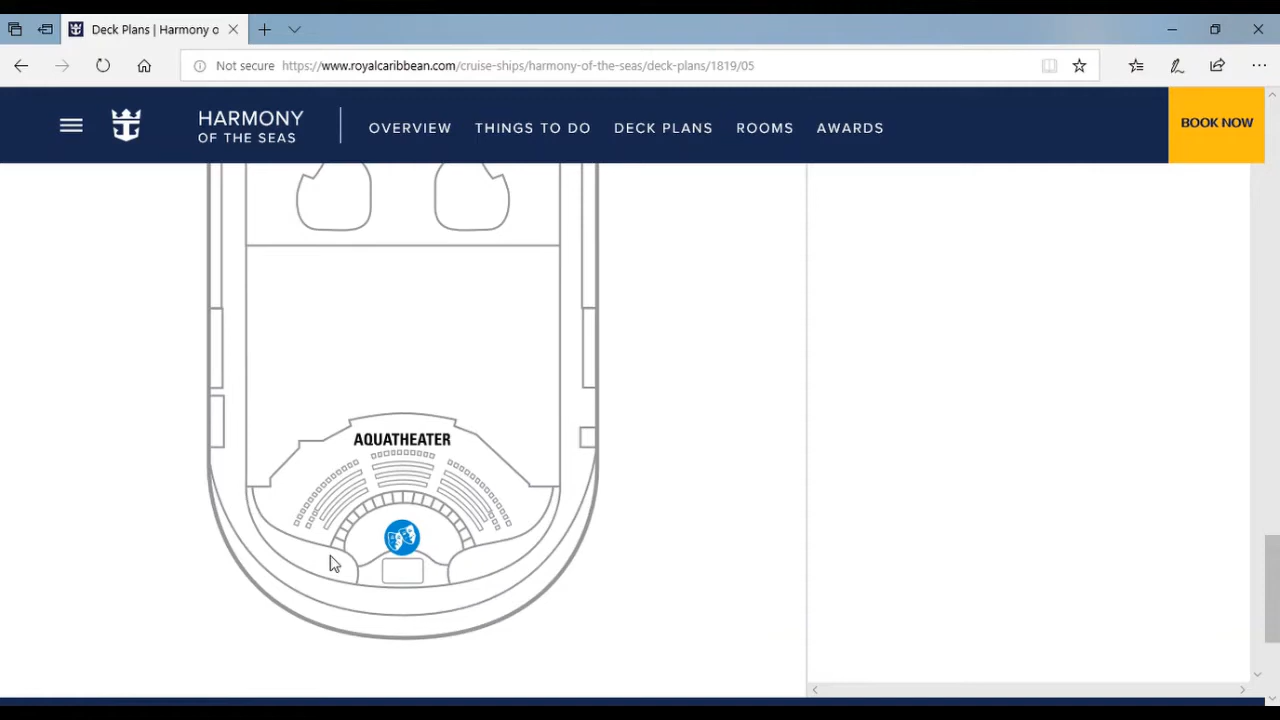 Deck Plans | Harmony o
Not secure https://www.royalcaribbean.com/cruise-ships/harmony-of-the-seas/deck-plans/1819/05
HARMONY
OF THE SEAS
OVERVIEW THINGS TO DO DECK PLANS ROOMS AWARDS
BOOK NOW
AQUATHEATER